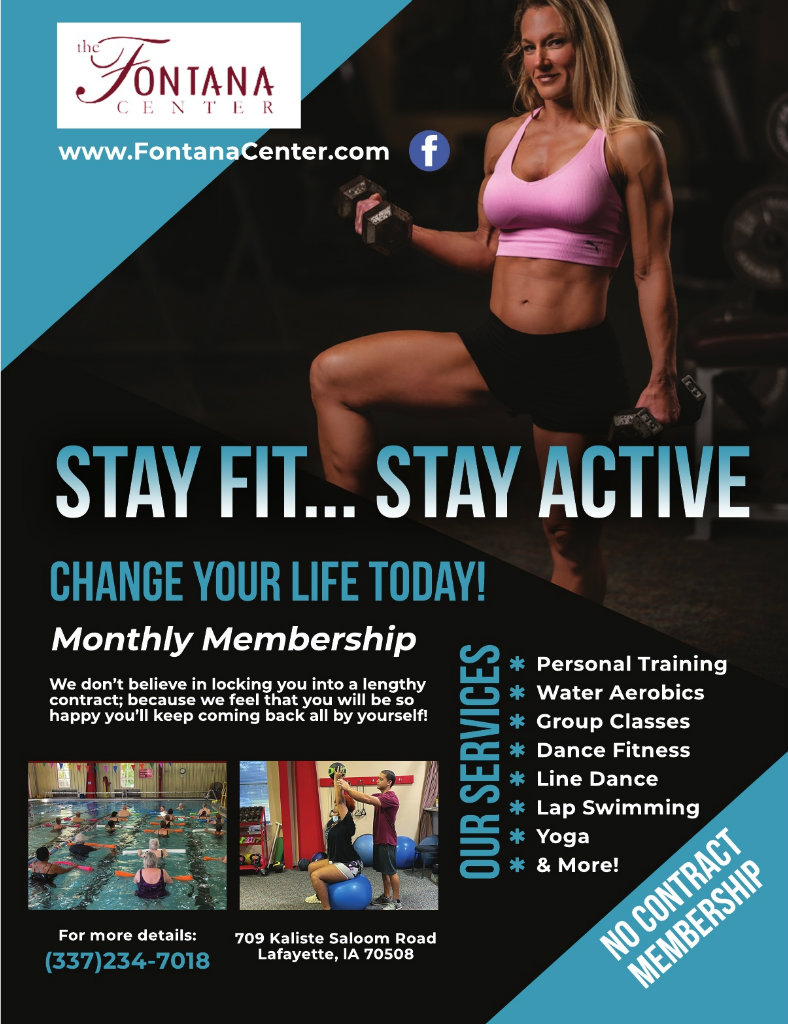 the
FONTANA
CENTER
www.FontanaCenter.com
f
STAY FIT... STAY ACTIVE
CHANGE YOUR LIFE TODAY!
Monthly Membership
We don't believe in locking you into a lengthy
contract; because we feel that you will be so
happy you'll keep coming back all by yourself!
OUR SERVICES
* Personal Training
* Water Aerobics
* Group Classes
* Dance Fitness
* Line Dance
* Lap Swimming
* Yoga
* & More!
For more details:
(337)234-7018
709 Kaliste Saloom Road
Lafayette, lA 70508
NO CONTRACT
MEMBERSHIP